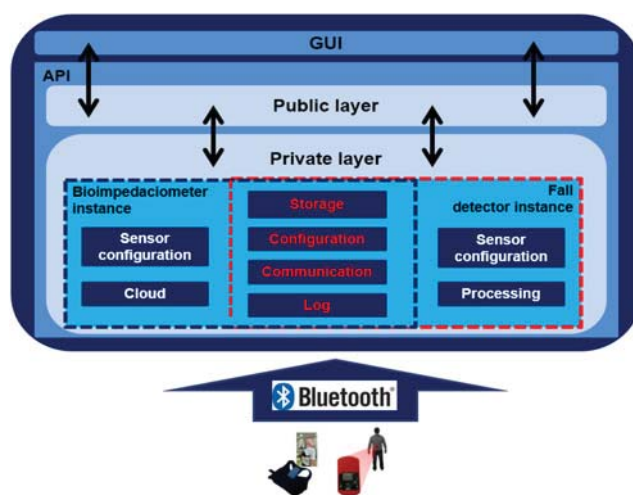 GUI
API
Public layer
Private layer
Bioimpedaciometer
instance
Sensor
configuration
Cloud
Storage
Configuration
Communication
Log
Fall
detector instance
Sensor
configuration
Processing
Bluetooth®